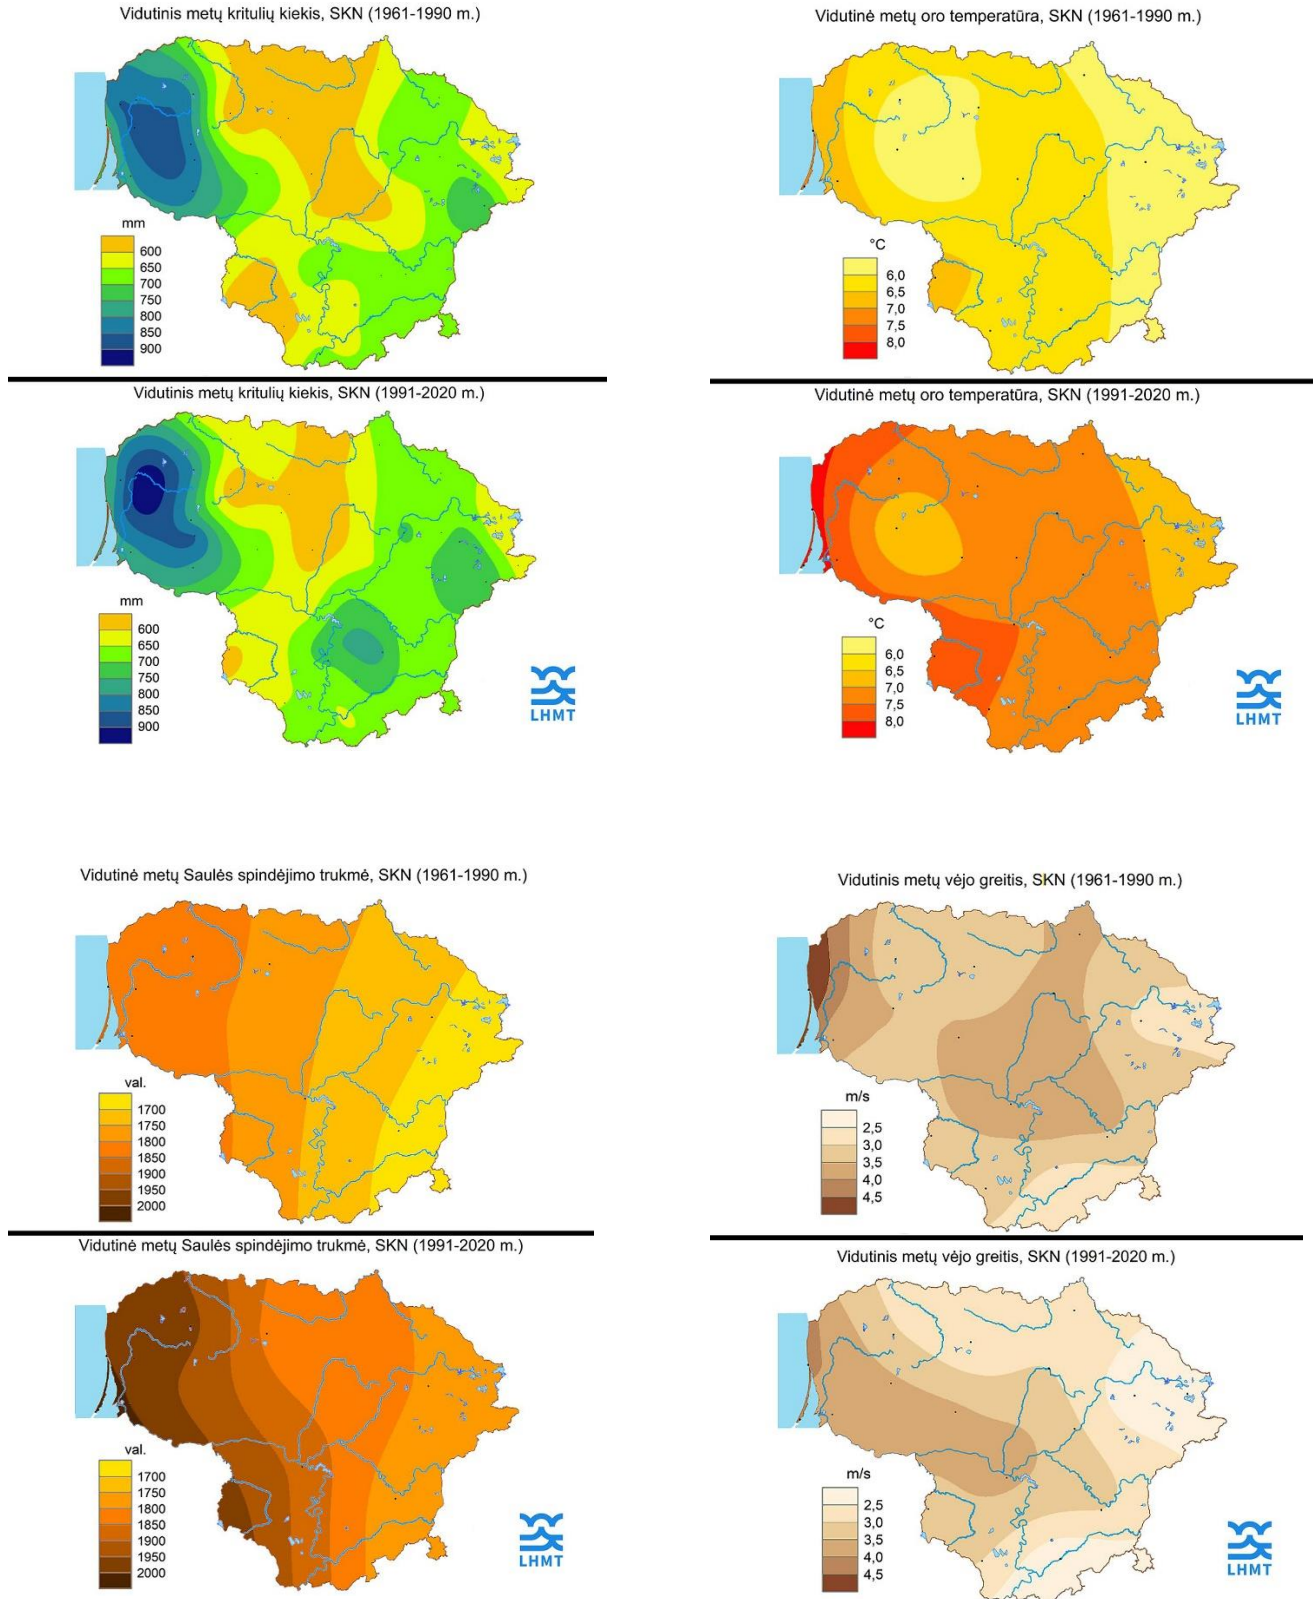 Vidutinis metų kritulių kiekis, SKN (1961-1990 m.)
mm
600
650
700
750
800
850
900
Vidutinis metų kritulių kiekis, SKN (1991-2020 m.)
mm
600
650
700
750
800
850
900
LHMT
Vidutinė metų oro temperatūra, SKN (1961-1990 m.)
°C
6,0
6,5
7,0
7,5
8,0
Vidutinė metų oro temperatūra, SKN (1991-2020 m.)
°C
6,0
6,5
7,0
7,5
8,0
LHMT
Vidutinė metų Saulės spindėjimo trukmė, SKN (1961-1990 m.)
val.
1700
1750
1800
1850
1900
1950
2000
Vidutinė metų Saulės spindėjimo trukmė, SKN (1991-2020 m.)
val.
1700
1750
1800
1850
1900
1950
2000
LHMT
Vidutinis metų vėjo greitis, SKN (1961-1990 m.)
m/s
2,5
3,0
3,5
4,0
4,5
Vidutinis metų vėjo greitis, SKN (1991-2020 m.)
m/s
2,5
3,0
3,5
4,0
4,5
LHMT